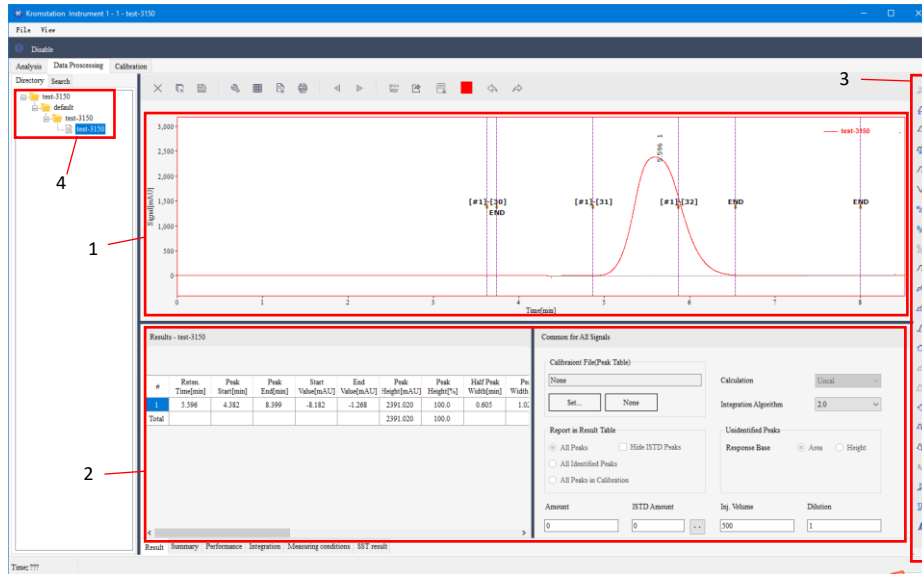 Kromstation Instrument 1 - 1 - test-3150
File View
Disable
Analysis Data Proscessing Calibration
Directory Search
3
test-3150
default
test-3150
test-3150
4
1
2
test-3150
5.596 1
[#1]-[30]
END
[#1]-[31]
[#1]-[32]
END
END
Signal[mAU]
3,000
2,500
2,000
1,500
1,000
500
0
0 1 2 3 4 5 6 7 8
Time[min]
Results - test-3150
# Reten. Time[min] Peak Start[min] Peak End[min] Start Value[mAU] End Value[mAU] Peak Height[mAU] Peak Height[%] Half Peak Width[min] Width
1 5.596 4.382 8.399 -8.182 -1.268 2391.020 100.0 0.605
Total 2391.020 100.0
Common for All Signals
Calibraiont File(Peak Table)
None
Set... None
Calculation Uncal
Integration Algorithm 2.0
Report in Result Table
All Peaks Hide ISTD Peaks
All Identified Peaks
All Peaks in Calibration
Unidentified Peaks
Response Base Area Height
Amount ISTD Amount Inj. Volume Dilution
0 0 .. 500 1
Result Summary Performance Integration Measuring conditions SST result
Time; ???